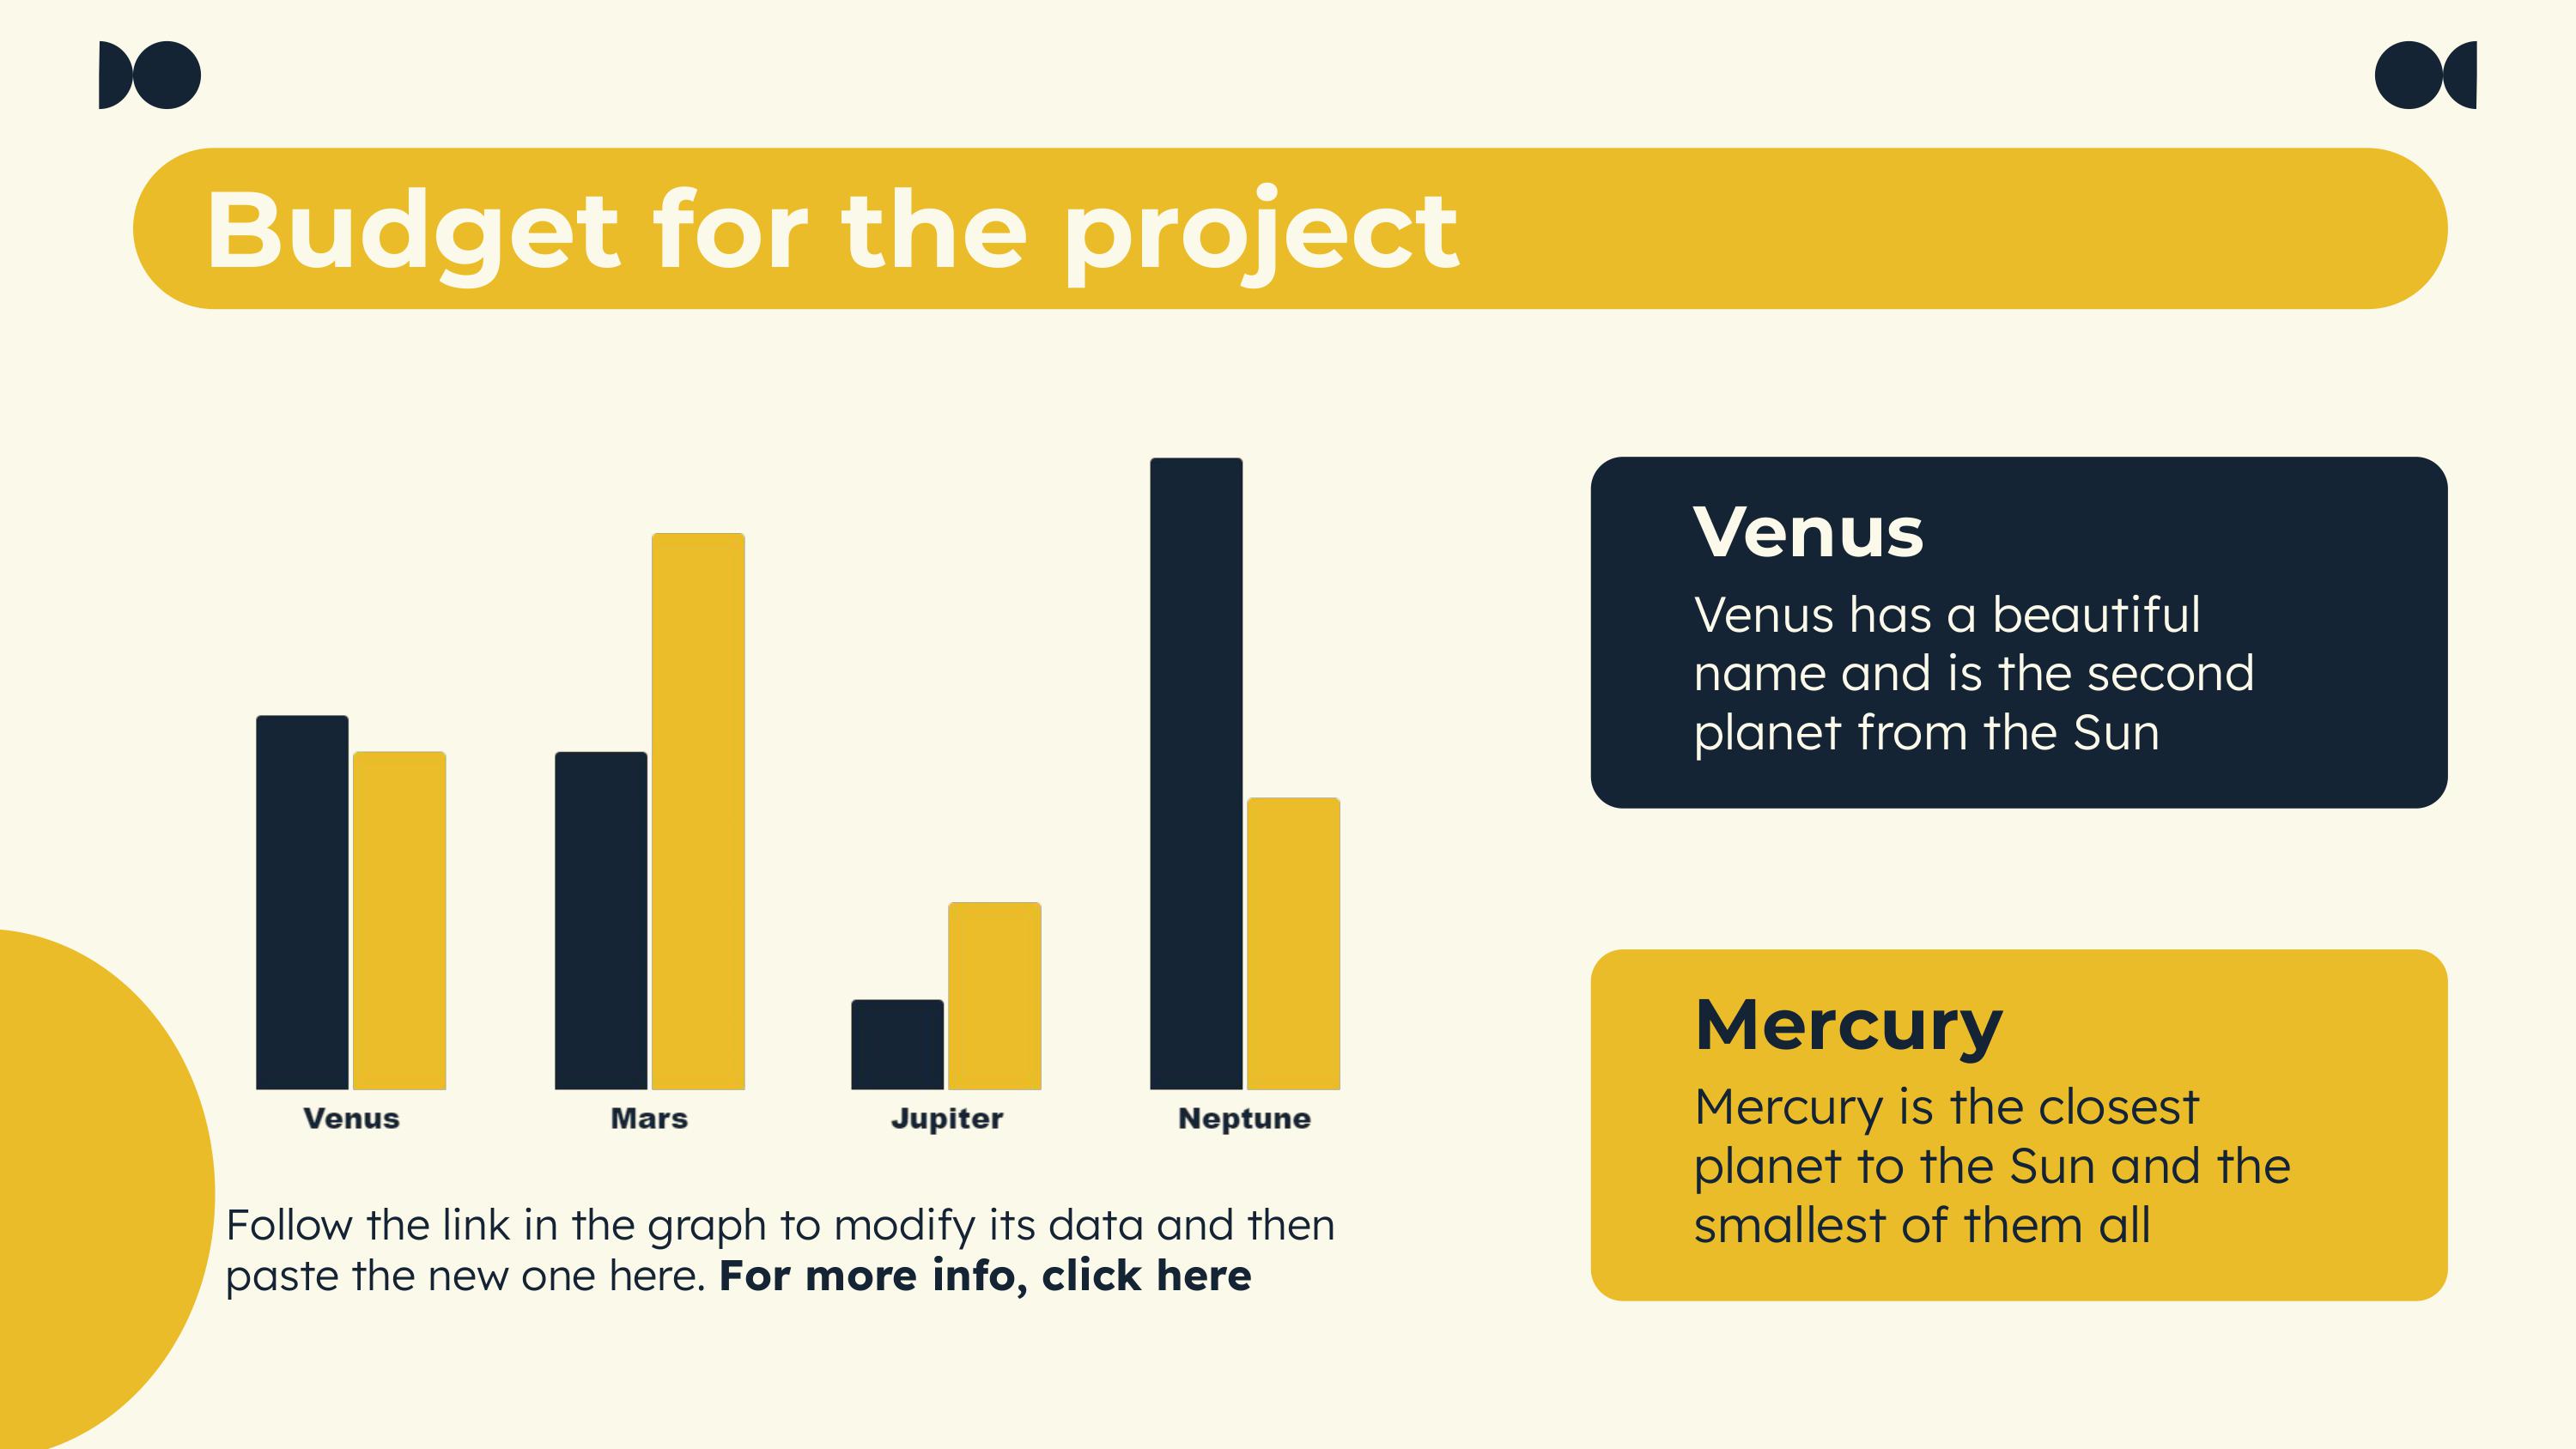 Budget for the project
Venus
Mars
Jupiter
Neptune
Follow the link in the graph to modify its data and then
paste the new one here. For more info, click here
Venus
Venus has a beautiful
name and is the second
planet from the Sun
Mercury
Mercury is the closest
planet to the Sun and the
smallest of them all